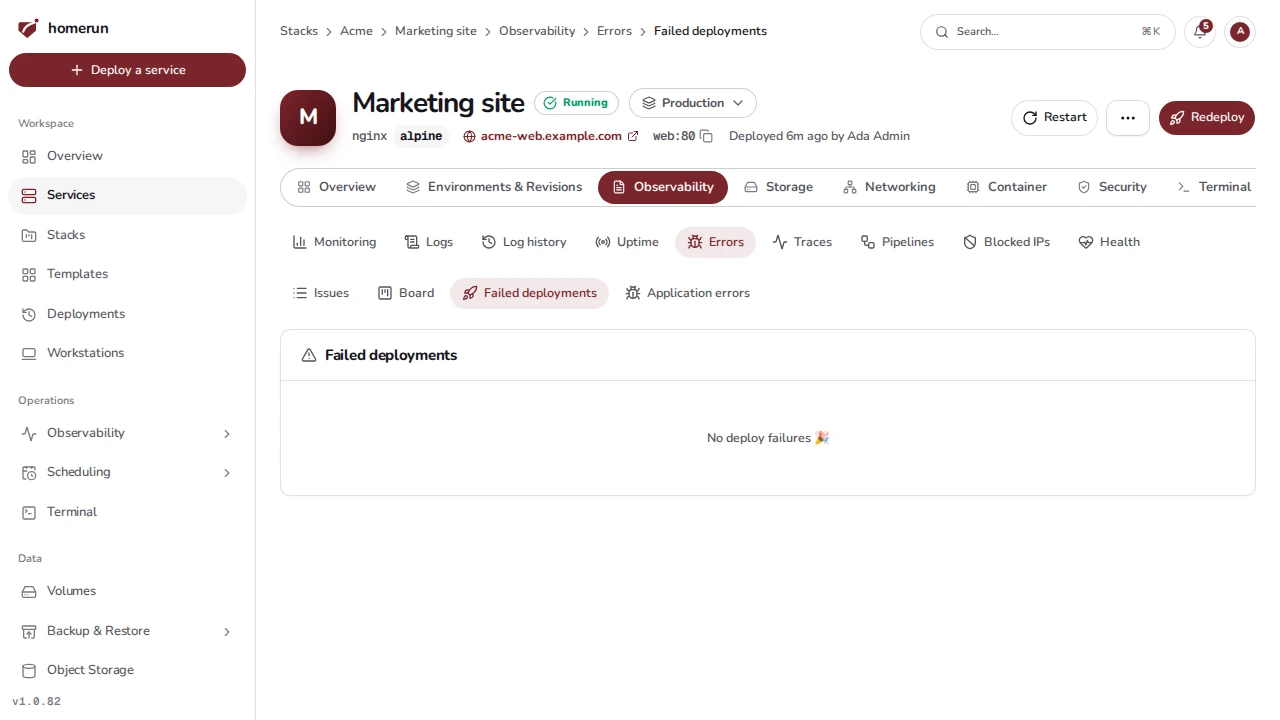 homerun
Deploy a service
Workspace
Overview
Services
Stacks
Templates
Deployments
Workstations
Operations
Observability
Scheduling
Terminal
Data
Volumes
Backup & Restore
Object Storage
v1.0.82
Stacks Acme Marketing site Observability Errors Failed deployments
Search... ⌘K
5
A
M
Marketing site Running Production
nginx alpine acme-web.example.com web:80 Deployed 6m ago by Ada Admin
Restart ... Redeploy
Overview Environments & Revisions Observability Storage Networking Container Security Terminal
Monitoring Logs Log history Uptime Errors Traces Pipelines Blocked IPs Health
Issues Board Failed deployments Application errors
Failed deployments
No deploy failures 🎉